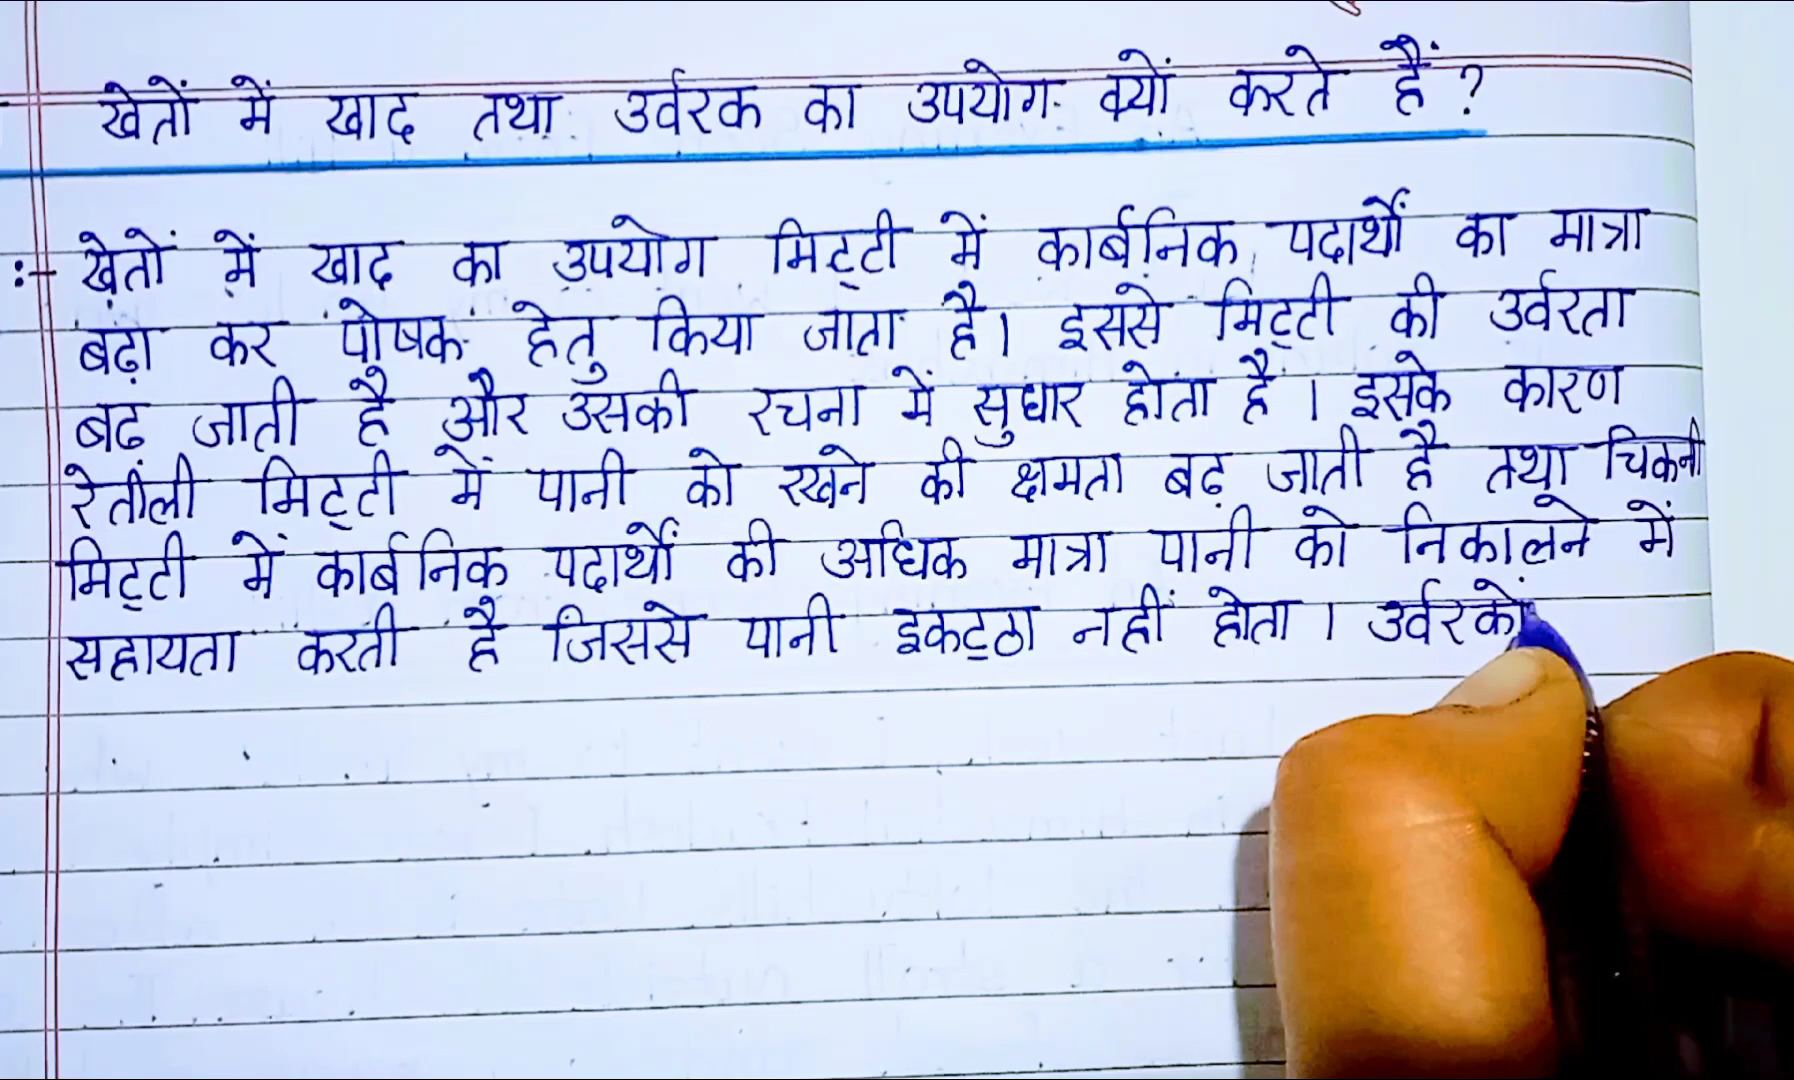 खेतों में खाद तथा उर्वरक का उपयोग क्यों करते हैं ?
:- खेतों में खाद का उपयोग मिट्टी में कार्बनिक पदार्थों का मात्रा
बढ़ा कर पोषक हेतु किया जाता है। इससे मिट्टी की उर्वरता
बढ़ जाती है और उसकी रचना में सुधार होता है । इसके कारण
रेतीली मिट्टी में पानी को रखने की क्षमता बढ़ जाती है तथा चिकनी
मिट्टी में कार्बनिक पदार्थों की अधिक मात्रा पानी को निकालने में
सहायता करती है जिससे पानी इकट्ठा नहीं होता । उर्वरकों